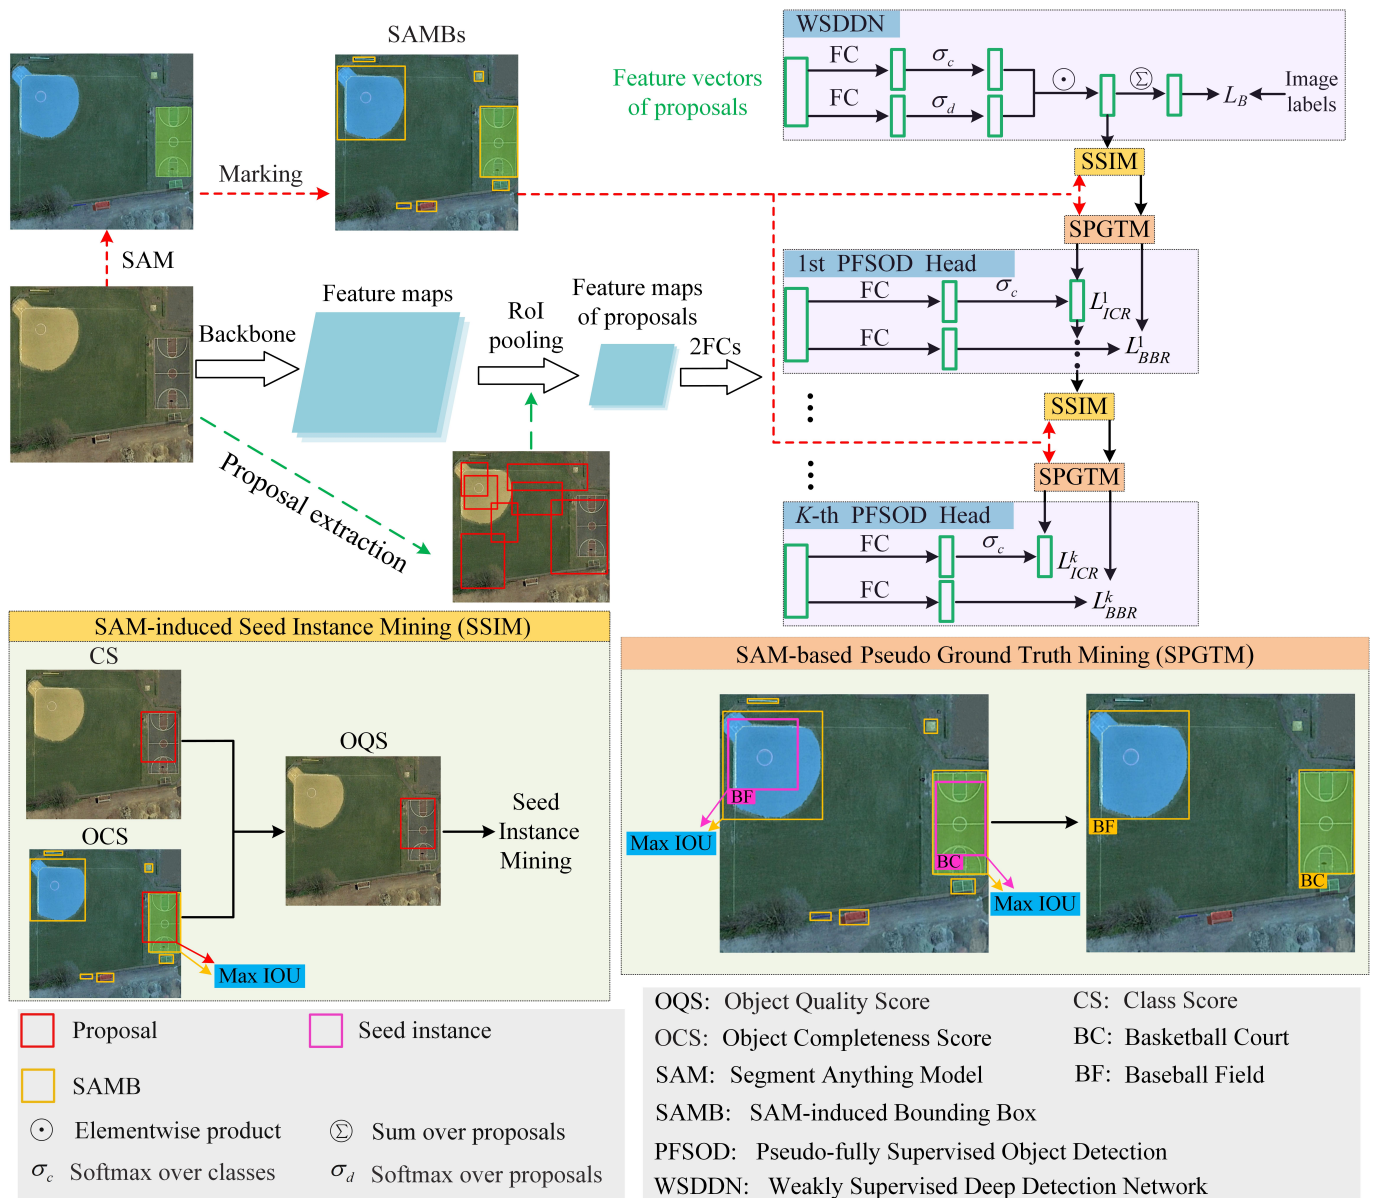 SAMBs
Marking
SAM
Feature vectors
of proposals
WSDDN
FC
σc
FC
σd
LB
Image
labels
SSIM
SPGTM
Backbone
Feature maps
RoI
pooling
Feature maps
of proposals
2FCs
Proposal extraction
1st PFSOD Head
FC
σc
L¹ICR
FC
L¹BBR
SSIM
SPGTM
K-th PFSOD Head
FC
σc
LᵏICR
FC
LᵏBBR
SAM-induced Seed Instance Mining (SSIM)
CS
OCS
Max IOU
OQS
Seed
Instance
Mining
SAM-based Pseudo Ground Truth Mining (SPGTM)
BF
Max IOU
BC
Max IOU
BF
BC
Proposal
Seed instance
SAMB
Elementwise product
Σ Sum over proposals
σc Softmax over classes
σd Softmax over proposals
OQS: Object Quality Score
CS: Class Score
OCS: Object Completeness Score
BC: Basketball Court
SAM: Segment Anything Model
BF: Baseball Field
SAMB: SAM-induced Bounding Box
PFSOD: Pseudo-fully Supervised Object Detection
WSDDN: Weakly Supervised Deep Detection Network